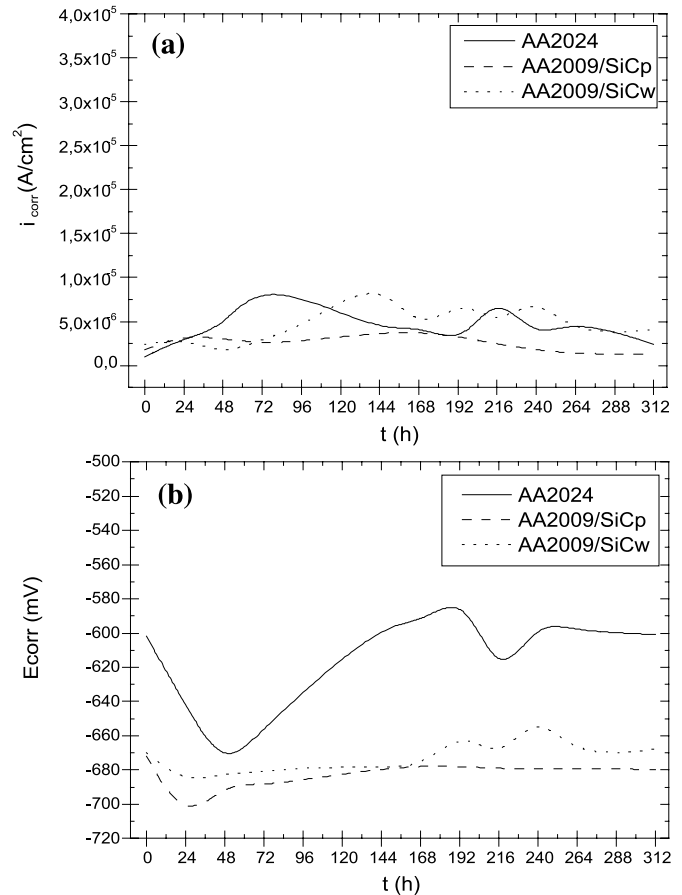 (a)
AA2024
AA2009/SiCp
AA2009/SiCw
4,0x10⁵
3,5x10⁵
3,0x10⁵
2,5x10⁵
2,0x10⁵
1,5x10⁵
1,0x10⁵
5,0x10⁶
0,0
i corr (A/cm²)
0 24 48 72 96 120 144 168 192 216 240 264 288 312
t (h)
(b)
AA2024
AA2009/SiCp
AA2009/SiCw
-500
-520
-540
-560
-580
-600
-620
-640
-660
-680
-700
-720
Ecorr (mV)
0 24 48 72 96 120 144 168 192 216 240 264 288 312
t (h)